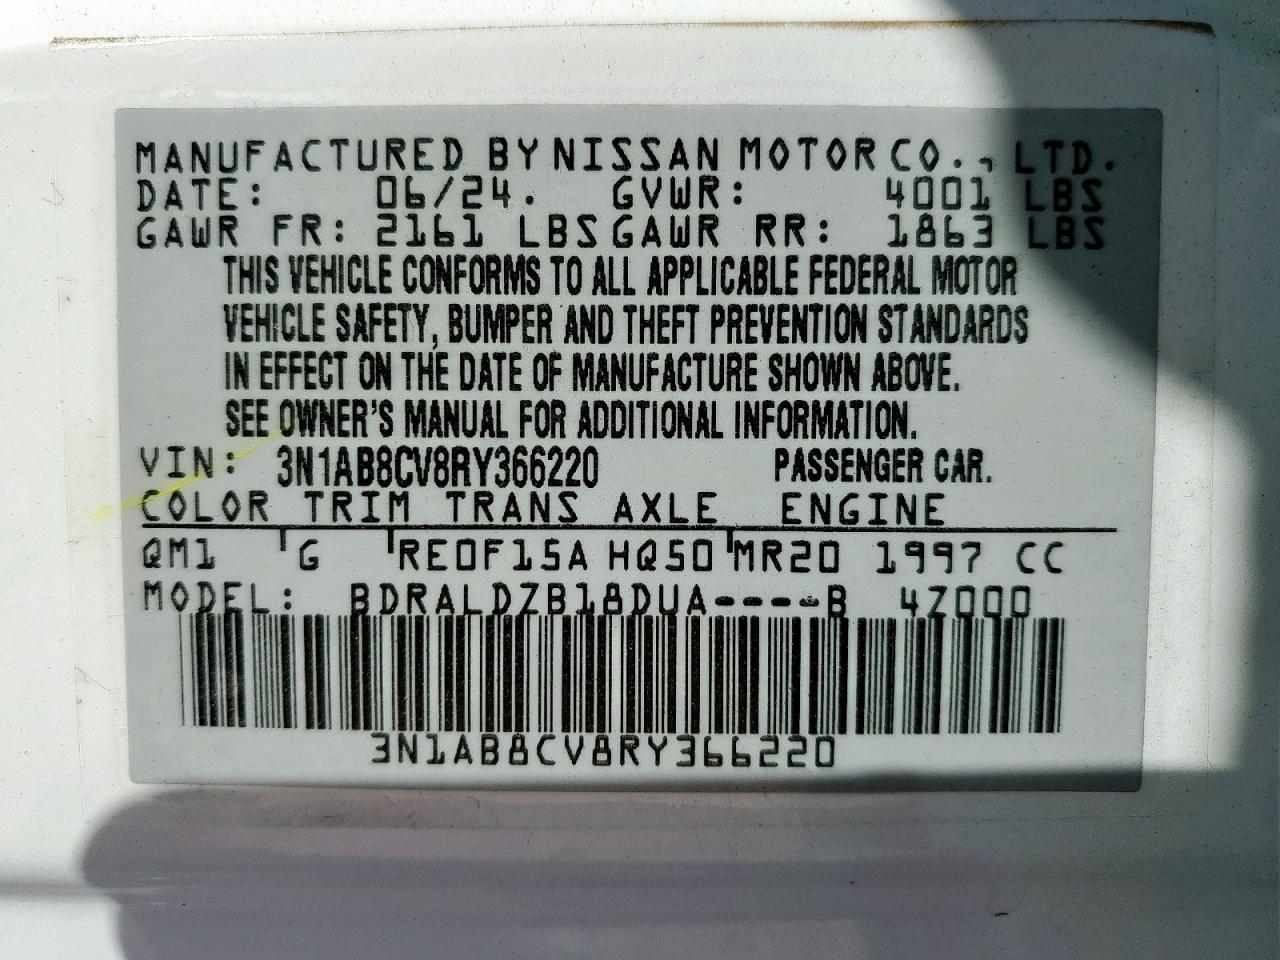 MANUFACTURED BY NISSAN MOTOR CO., LTD.
DATE: 06/24. GVWR: 4001 LBS
GAWR FR: 2161 LBS GAWR RR: 1863 LBS
THIS VEHICLE CONFORMS TO ALL APPLICABLE FEDERAL MOTOR
VEHICLE SAFETY, BUMPER AND THEFT PREVENTION STANDARDS
IN EFFECT ON THE DATE OF MANUFACTURE SHOWN ABOVE.
SEE OWNER'S MANUAL FOR ADDITIONAL INFORMATION.
VIN: 3N1AB8CV8RY366220 PASSENGER CAR.
COLOR TRIM TRANS AXLE ENGINE
QM1 G RE0F15A HQ50 MR20 1997 CC
MODEL: BDRALDZB18DUA----B 4Z000
3N1AB8CV8RY366220